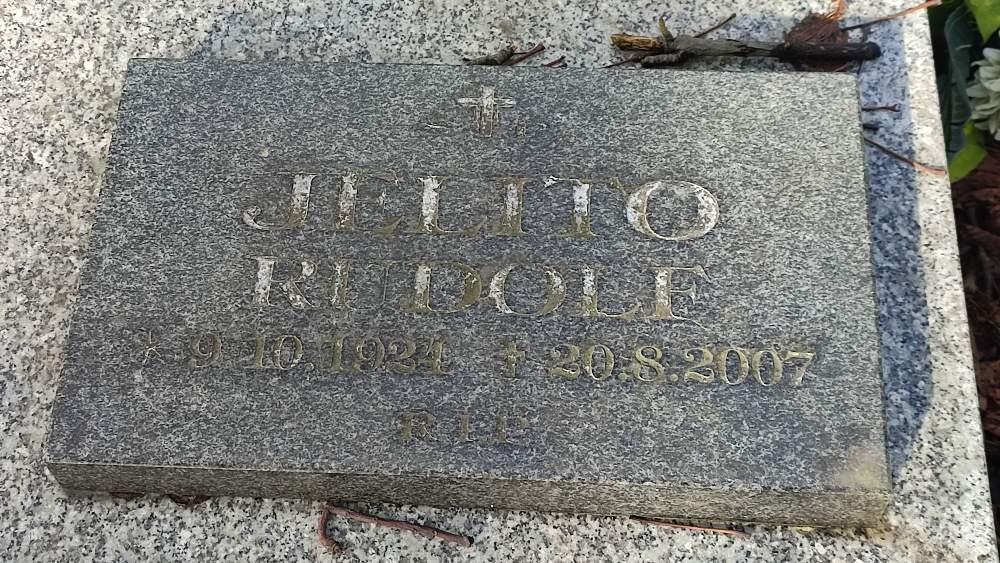 JELITO
RUDOLF
* 9.10.1924 † 20.8.2007
R.I.P.